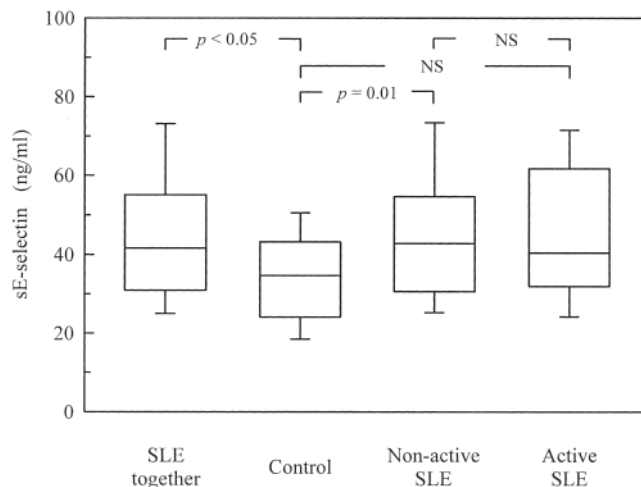 100
80
60
40
20
0
sE-selectin (ng/ml)
p < 0.05
NS
NS
p = 0.01
SLE
together
Control
Non-active
SLE
Active
SLE